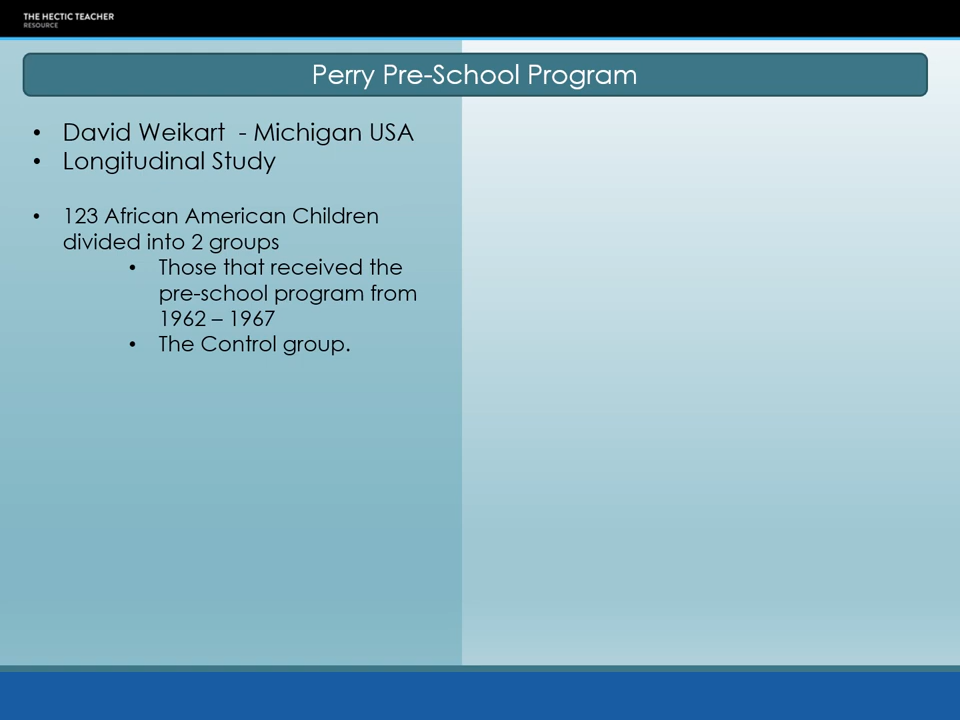 THE HECTIC TEACHER
RESOURCE
Perry Pre-School Program
• David Weikart - Michigan USA
• Longitudinal Study
• 123 African American Children
divided into 2 groups
• Those that received the
pre-school program from
1962 – 1967
• The Control group.